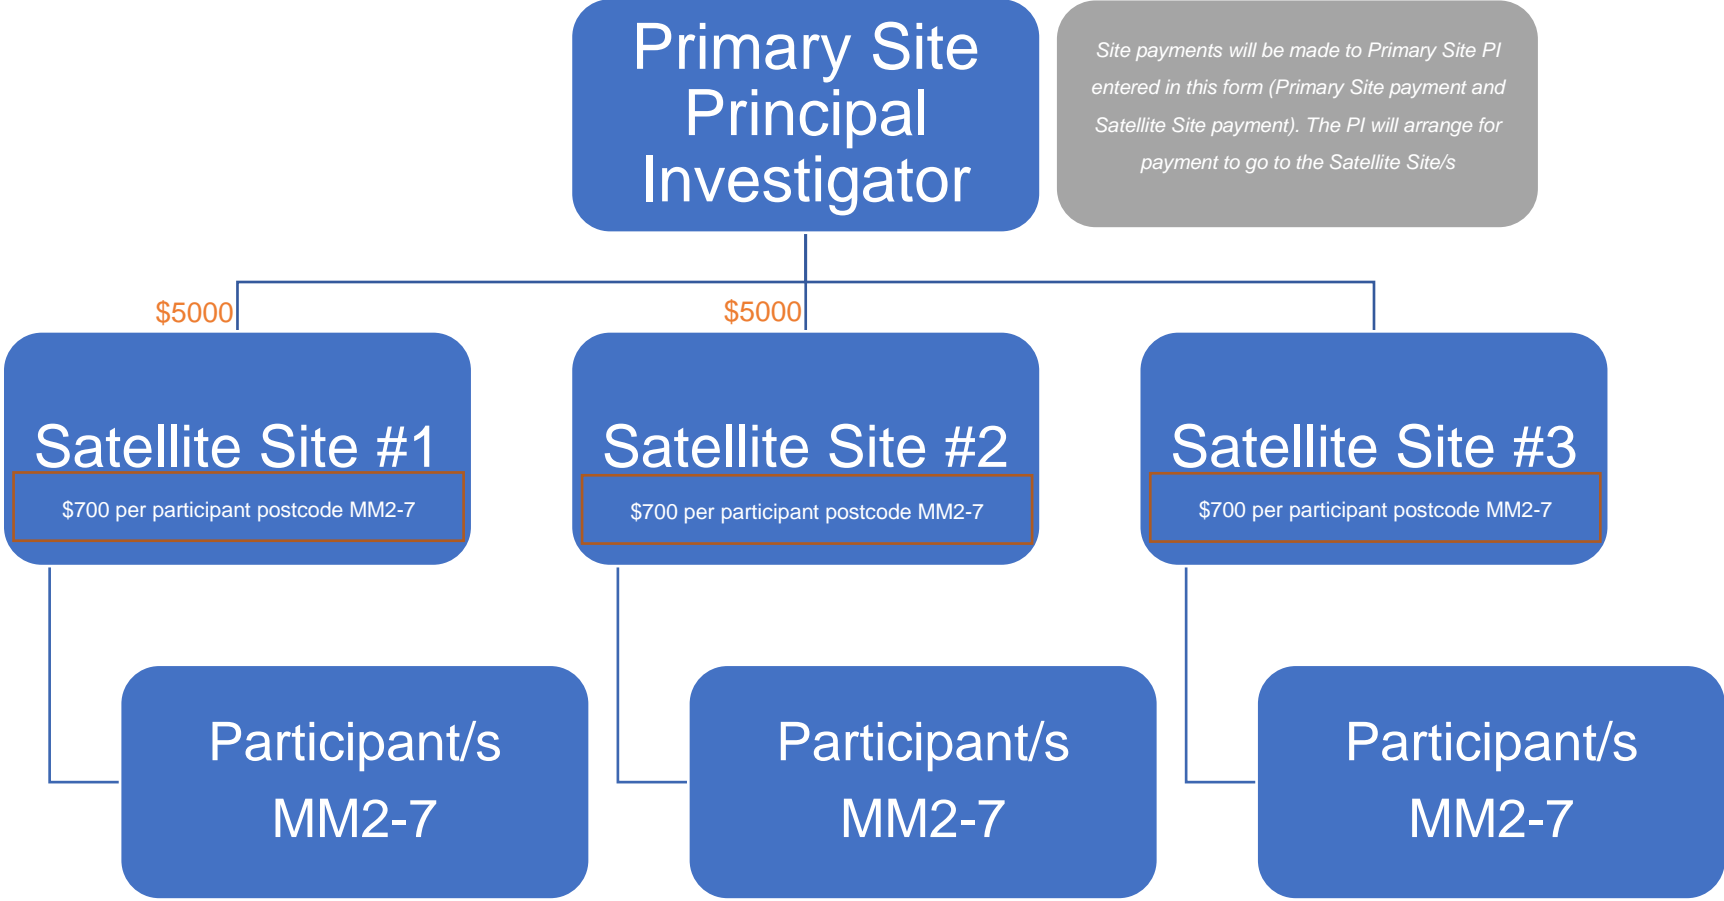 Primary Site
Principal
Investigator
Site payments will be made to Primary Site PI
entered in this form (Primary Site payment and
Satellite Site payment). The PI will arrange for
payment to go to the Satellite Site/s
$5000
$5000
Satellite Site #1
$700 per participant postcode MM2-7
Satellite Site #2
$700 per participant postcode MM2-7
Satellite Site #3
$700 per participant postcode MM2-7
Participant/s
MM2-7
Participant/s
MM2-7
Participant/s
MM2-7